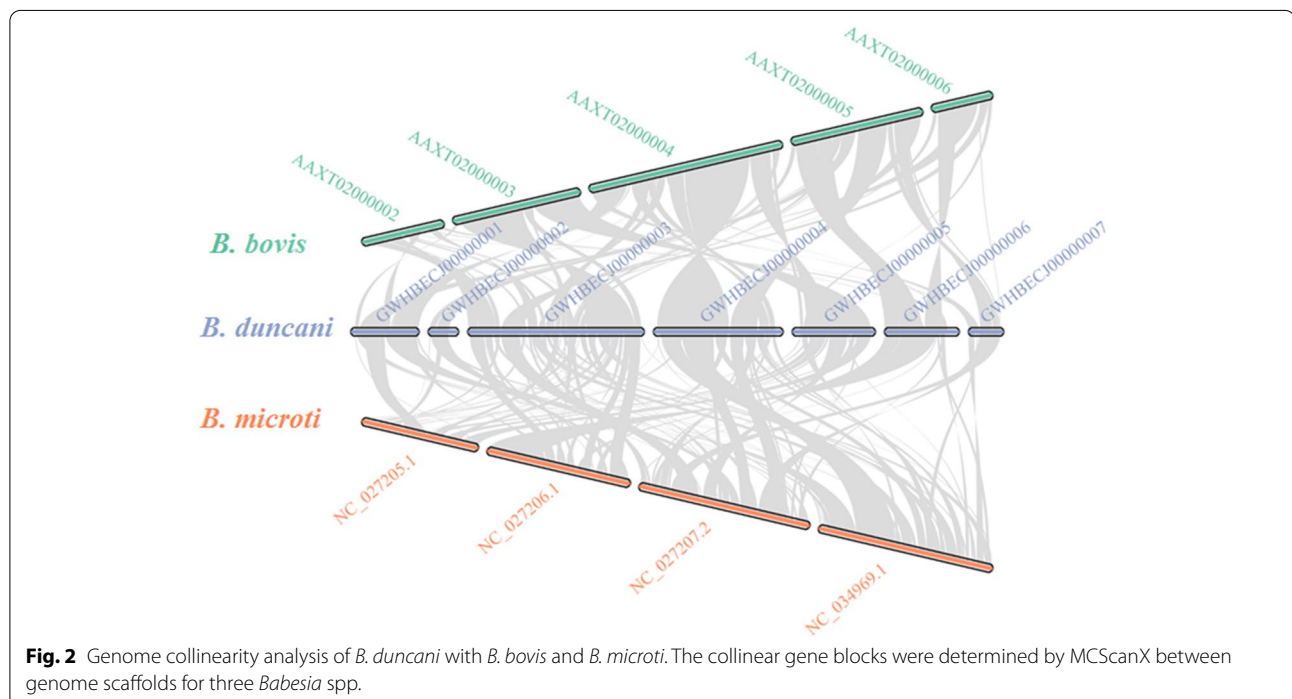 AAXT02000002
AAXT02000003
AAXT02000004
AAXT02000005
AAXT02000006
B. bovis
GWHBECJ00000001
GWHBECJ00000002
GWHBECJ00000003
GWHBECJ00000004
GWHBECJ00000005
GWHBECJ00000006
GWHBECJ00000007
B. duncani
B. microti
NC_027205.1
NC_027206.1
NC_027207.2
NC_034969.1
Fig. 2 Genome collinearity analysis of B. duncani with B. bovis and B. microti. The collinear gene blocks were determined by MCScanX between
genome scaffolds for three Babesia spp.